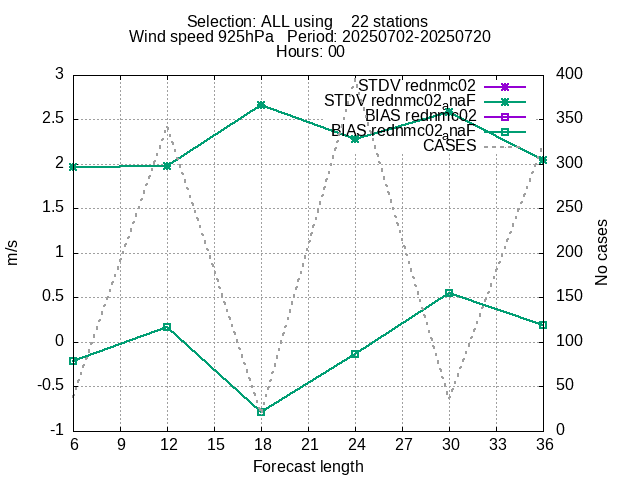 Selection: ALL using    22 stations
Wind speed 925hPa   Period: 20250702-20250720
Hours: 00
STDV rednmc02
STDV rednmc02anaF
BIAS rednmc02
BIAS rednmc02anaF
CASES
3
2.5
2
1.5
1
0.5
0
-0.5
-1
400
350
300
250
200
150
100
50
0
m/s
No cases
6 9 12 15 18 21 24 27 30 33 36
Forecast length